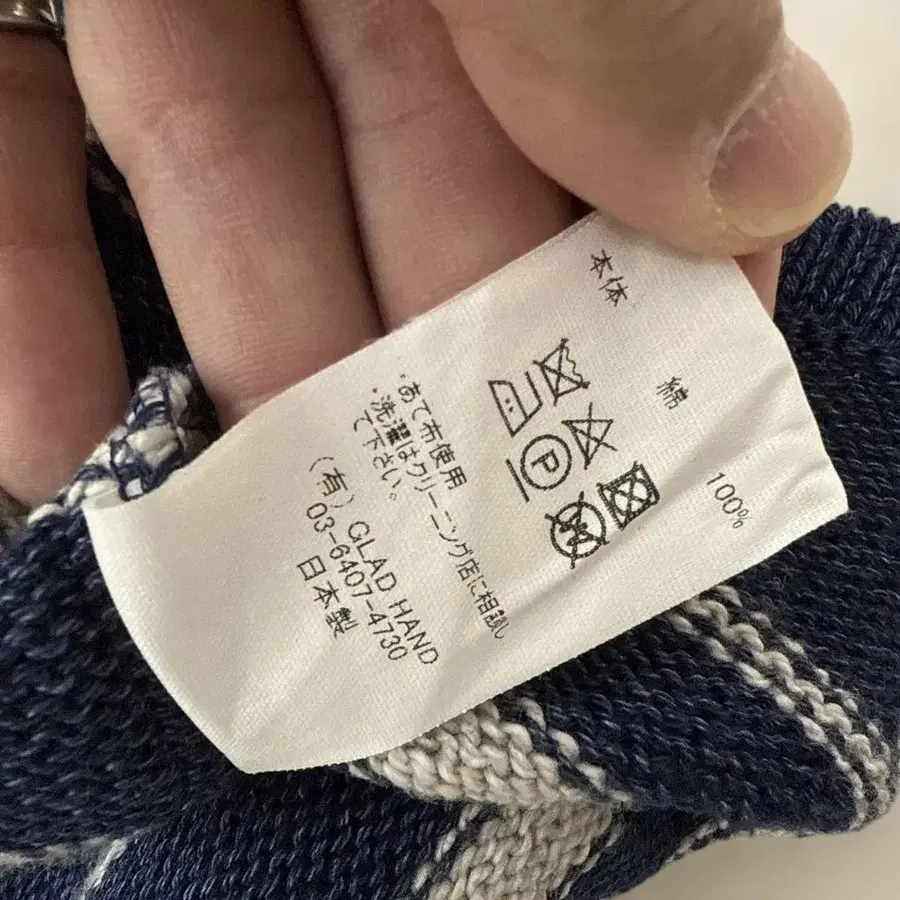 本体
綿
100%
P
W
・あて布使用
・洗濯はクリーニング店に相談し
て下さい。
(有)GLAD HAND
03-6407-4730
日本製